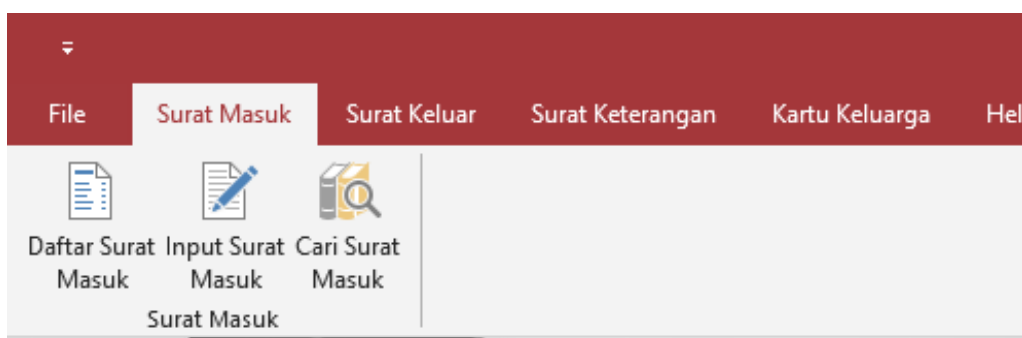 File Surat Masuk Surat Keluar Surat Keterangan Kartu Keluarga Hel
Daftar Surat Masuk
Input Surat Masuk
Cari Surat Masuk
Surat Masuk